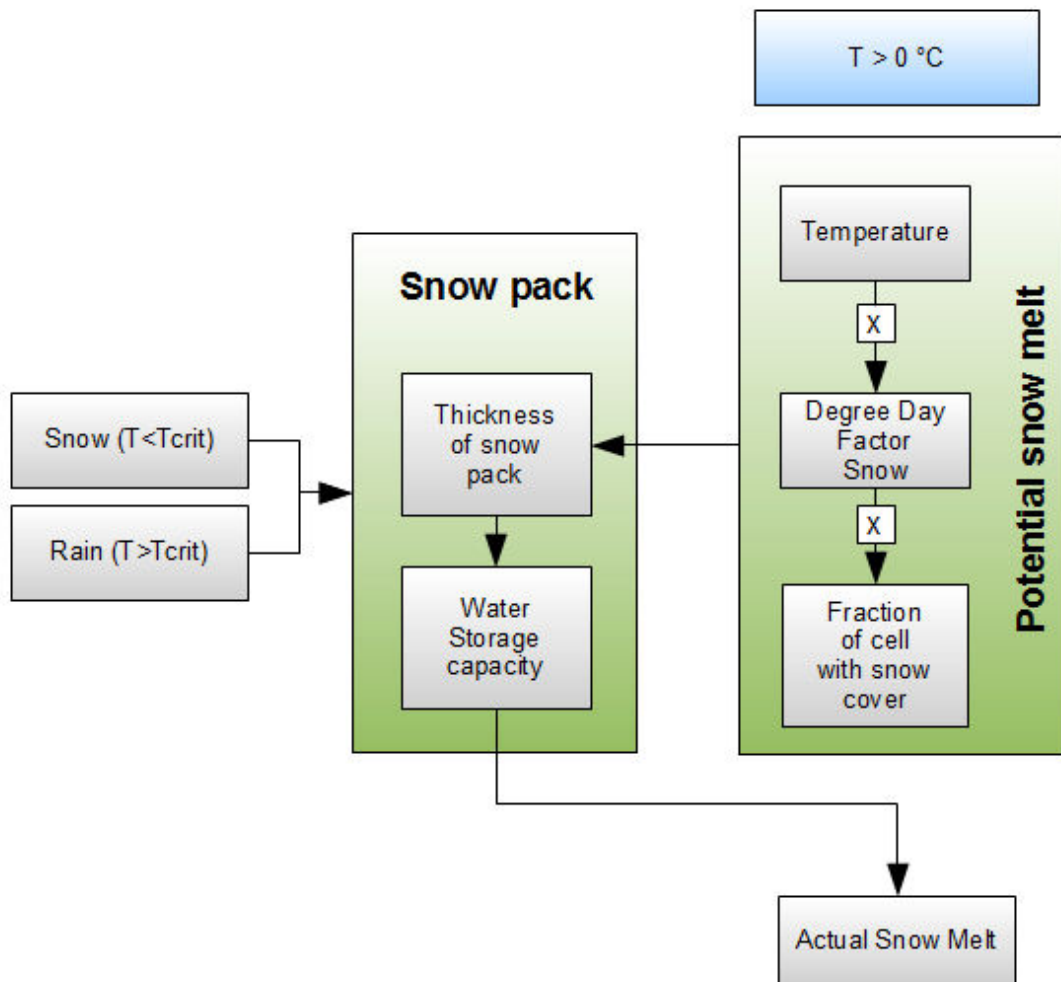 T > 0 °C
Temperature
X
Degree Day
Factor
Snow
X
Fraction
of cell
with snow
cover
Potential snow melt
Snow pack
Thickness
of snow
pack
Water
Storage
capacity
Snow (T<Tcrit)
Rain (T>Tcrit)
Actual Snow Melt